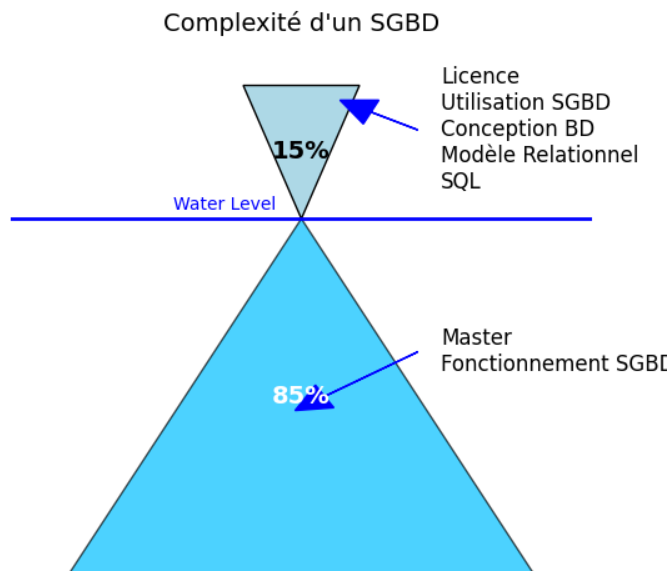 Complexité d'un SGBD
Licence
Utilisation SGBD
Conception BD
Modèle Relationnel
SQL
15%
Water Level
Master
Fonctionnement SGBD
85%